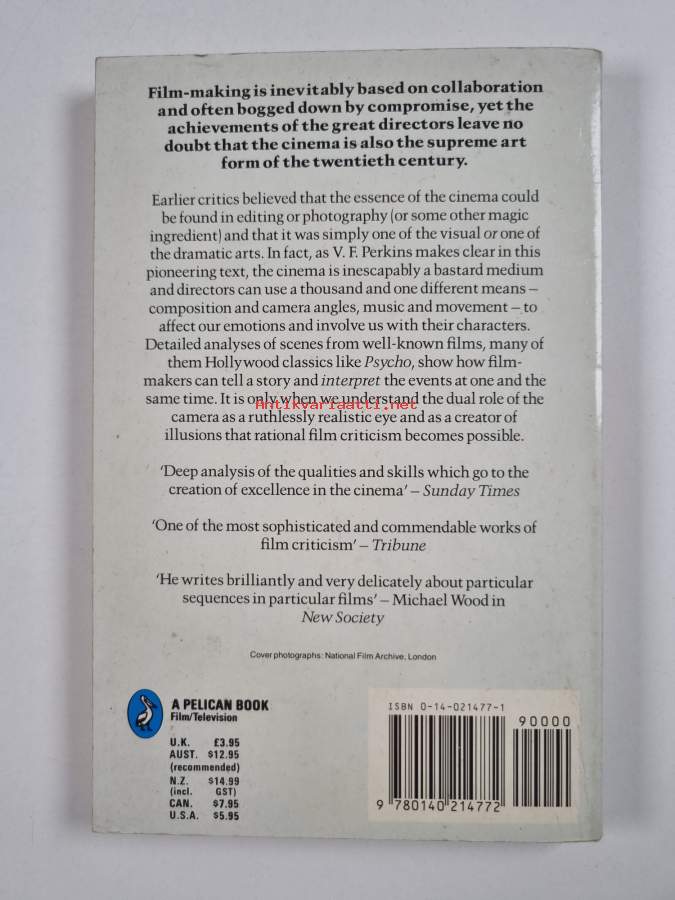 Film-making is inevitably based on collaboration
and often bogged down by compromise, yet the
achievements of the great directors leave no
doubt that the cinema is also the supreme art
form of the twentieth century.
Earlier critics believed that the essence of the cinema could
be found in editing or photography (or some other magic
ingredient) and that it was simply one of the visual or one of
the dramatic arts. In fact, as V. F. Perkins makes clear in this
pioneering text, the cinema is inescapably a bastard medium
and directors can use a thousand and one different means –
composition and camera angles, music and movement – to
affect our emotions and involve us with their characters.
Detailed analyses of scenes from well-known films, many of
them Hollywood classics like Psycho, show how film-
makers can tell a story and interpret the events at one and the
same time. It is only when we understand the dual role of the
Antikvariaatti.net
camera as a ruthlessly realistic eye and as a creator of
illusions that rational film criticism becomes possible.
'Deep analysis of the qualities and skills which go to the
creation of excellence in the cinema' – Sunday Times
'One of the most sophisticated and commendable works of
film criticism' – Tribune
'He writes brilliantly and very delicately about particular
sequences in particular films' – Michael Wood in
New Society
Cover photographs: National Film Archive, London
A PELICAN BOOK
Film/Television
U.K. £3.95
AUST. $12.95
(recommended)
N.Z. $14.99
(incl. GST)
CAN. $7.95
U.S.A. $5.95
ISBN 0-14-021477-1
90000
9 780140 214772